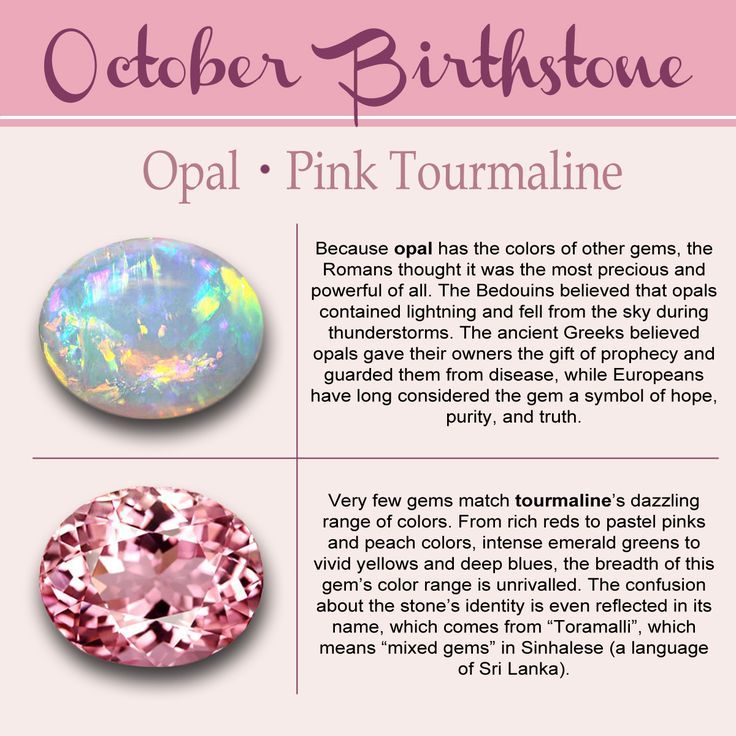 October Birthstone
Opal • Pink Tourmaline
Because opal has the colors of other gems, the
Romans thought it was the most precious and
powerful of all. The Bedouins believed that opals
contained lightning and fell from the sky during
thunderstorms. The ancient Greeks believed
opals gave their owners the gift of prophecy and
guarded them from disease, while Europeans
have long considered the gem a symbol of hope,
purity, and truth.
Very few gems match tourmaline’s dazzling
range of colors. From rich reds to pastel pinks
and peach colors, intense emerald greens to
vivid yellows and deep blues, the breadth of this
gem’s color range is unrivalled. The confusion
about the stone’s identity is even reflected in its
name, which comes from “Toramalli”, which
means “mixed gems” in Sinhalese (a language
of Sri Lanka).